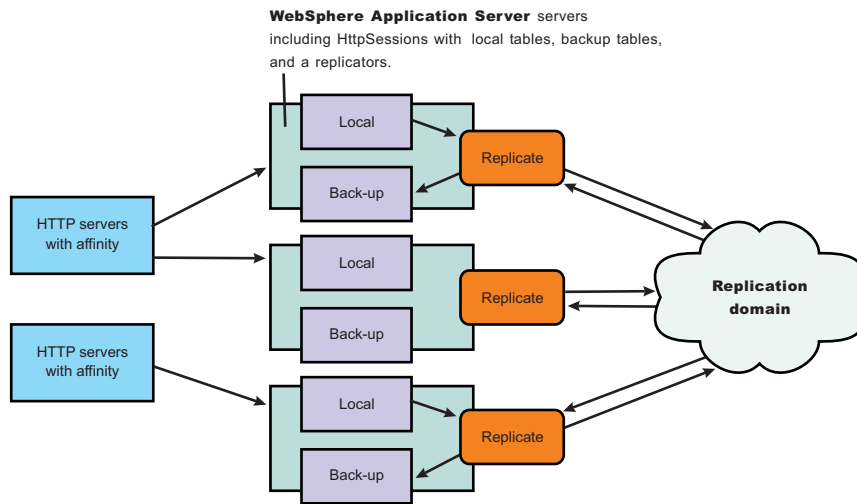 WebSphere Application Server servers
including HttpSessions with local tables, backup tables,
and a replicators.
Local
Replicate
Back-up
HTTP servers
with affinity
Local
Replicate
Back-up
Replication
domain
HTTP servers
with affinity
Local
Replicate
Back-up